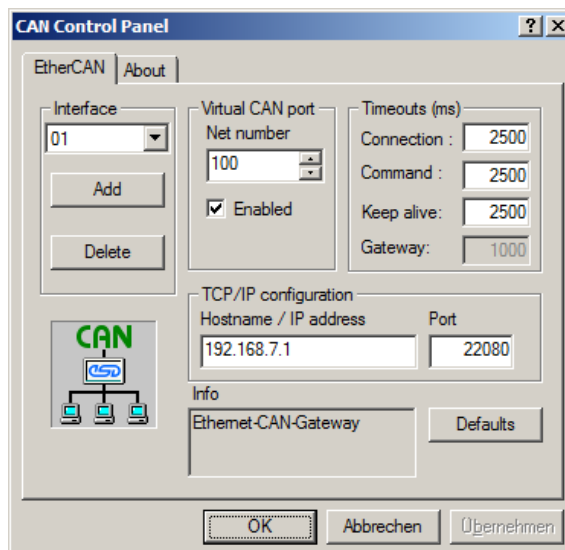 CAN Control Panel
EtherCAN About
Interface
01
Add
Delete
Virtual CAN port
Net number
100
Enabled
Timeouts (ms)
Connection : 2500
Command : 2500
Keep alive: 2500
Gateway: 1000
CAN
esd
TCP/IP configuration
Hostname / IP address Port
192.168.7.1 22080
Info
Ethernet-CAN-Gateway
Defaults
OK Abbrechen Übernehmen